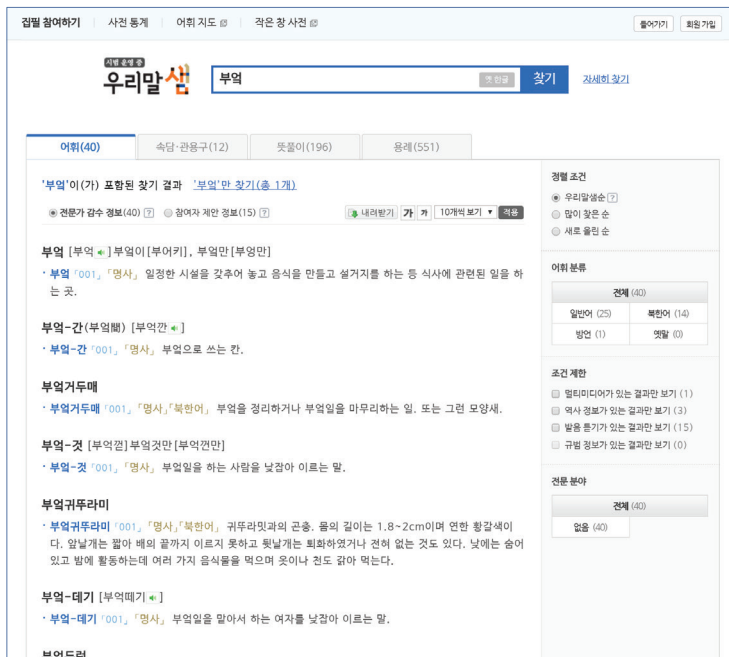 집필 참여하기 사전 통계 어휘 지도 작은 창 사전 들어가기 회원 가입
시범 운영 중
우리말샘 부엌 옛 한글 찾기 자세히 찾기
어휘(40) 속담·관용구(12) 뜻풀이(196) 용례(551)
'부엌'이(가) 포함된 찾기 결과 '부엌'만 찾기(총 1개)
전문가 감수 정보(40) ? 참여자 제안 정보(15) ? 내려받기 가 가 10개씩 보기 ▼ 적용
부엌 [부억] 부엌이[부어키], 부엌만[부엉만]
· 부엌 「001」 「명사」 일정한 시설을 갖추어 놓고 음식을 만들고 설거지를 하는 등 식사에 관련된 일을 하
는 곳.
부엌-간(부엌間) [부억깐]
· 부엌-간 「001」 「명사」 부엌으로 쓰는 칸.
부엌거두매
· 부엌거두매 「001」 「명사」「북한어」 부엌을 정리하거나 부엌일을 마무리하는 일. 또는 그런 모양새.
부엌-것 [부억껃] 부엌것만[부억껀만]
· 부엌-것 「001」 「명사」 부엌일을 하는 사람을 낮잡아 이르는 말.
부엌귀뚜라미
· 부엌귀뚜라미 「001」 「명사」「북한어」 귀뚜라밋과의 곤충. 몸의 길이는 1.8~2cm이며 연한 황갈색이
다. 앞날개는 짧아 배의 끝까지 이르지 못하고 뒷날개는 퇴화하였거나 전혀 없는 것도 있다. 낮에는 숨어
있고 밤에 활동하는데 여러 가지 음식물을 먹으며 옷이나 천도 갉아 먹는다.
부엌-데기 [부억떼기]
· 부엌-데기 「001」 「명사」 부엌일을 맡아서 하는 여자를 낮잡아 이르는 말.
정렬 조건
우리말샘순 ?
많이 찾은 순
새로 올린 순
어휘 분류
전체 (40)
일반어 (25) 북한어 (14)
방언 (1) 옛말 (0)
조건 제한
멀티미디어가 있는 결과만 보기 (1)
역사 정보가 있는 결과만 보기 (3)
발음 듣기가 있는 결과만 보기 (15)
규범 정보가 있는 결과만 보기 (0)
전문 분야
전체 (40)
없음 (40)